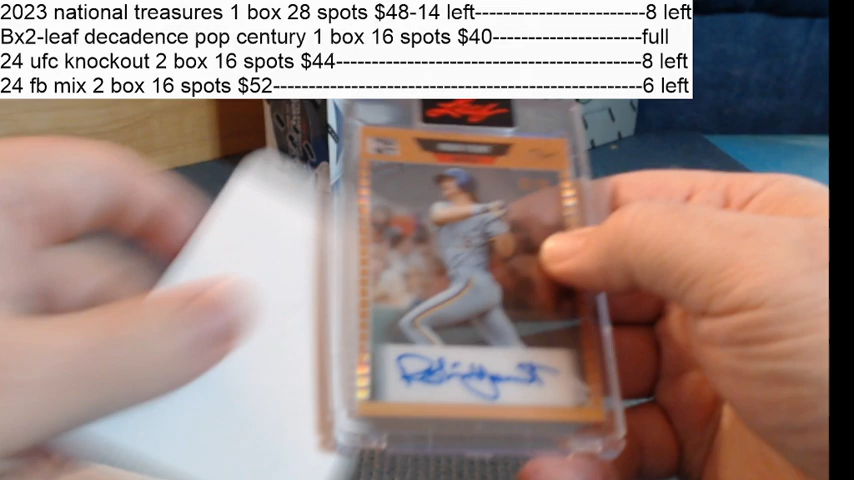 2023 national treasures 1 box 28 spots $48-14 left------------------------8 left
Bx2-leaf decadence pop century 1 box 16 spots $40---------------------full
24 ufc knockout 2 box 16 spots $44-------------------------------------------8 left
24 fb mix 2 box 16 spots $52----------------------------------------------------6 left
Leaf